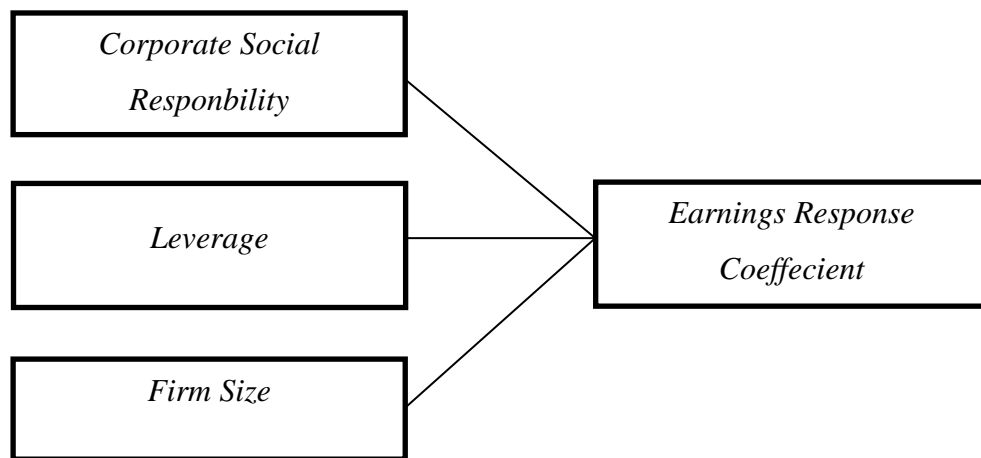 Corporate Social
Responbility
Leverage
Earnings Response
Coeffecient
Firm Size